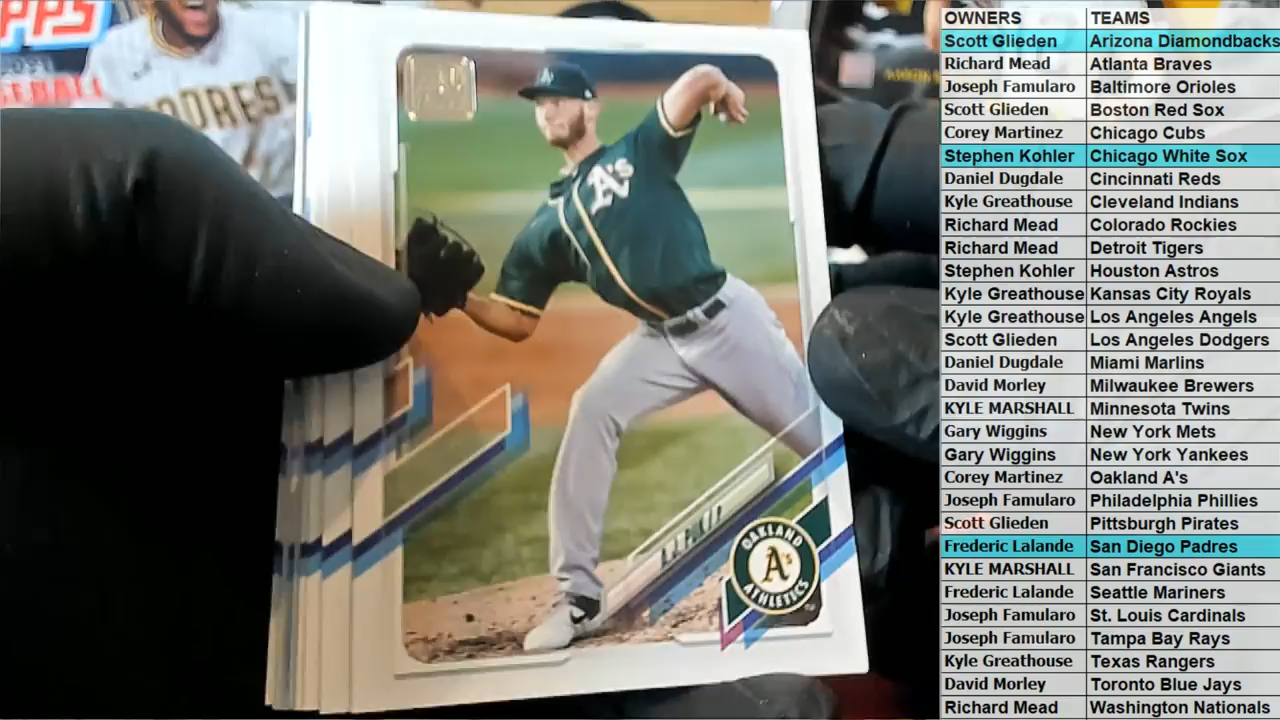 PPS
2021
EBALL
ADRES
A's
A.J. PUK
OAKLAND
A's
ATHLETICS
OWNERS TEAMS
Scott Glieden Arizona Diamondbacks
Richard Mead Atlanta Braves
Joseph Famularo Baltimore Orioles
Scott Glieden Boston Red Sox
Corey Martinez Chicago Cubs
Stephen Kohler Chicago White Sox
Daniel Dugdale Cincinnati Reds
Kyle Greathouse Cleveland Indians
Richard Mead Colorado Rockies
Richard Mead Detroit Tigers
Stephen Kohler Houston Astros
Kyle Greathouse Kansas City Royals
Kyle Greathouse Los Angeles Angels
Scott Glieden Los Angeles Dodgers
Daniel Dugdale Miami Marlins
David Morley Milwaukee Brewers
KYLE MARSHALL Minnesota Twins
Gary Wiggins New York Mets
Gary Wiggins New York Yankees
Corey Martinez Oakland A's
Joseph Famularo Philadelphia Phillies
Scott Glieden Pittsburgh Pirates
Frederic Lalande San Diego Padres
KYLE MARSHALL San Francisco Giants
Frederic Lalande Seattle Mariners
Joseph Famularo St. Louis Cardinals
Joseph Famularo Tampa Bay Rays
Kyle Greathouse Texas Rangers
David Morley Toronto Blue Jays
Richard Mead Washington Nationals